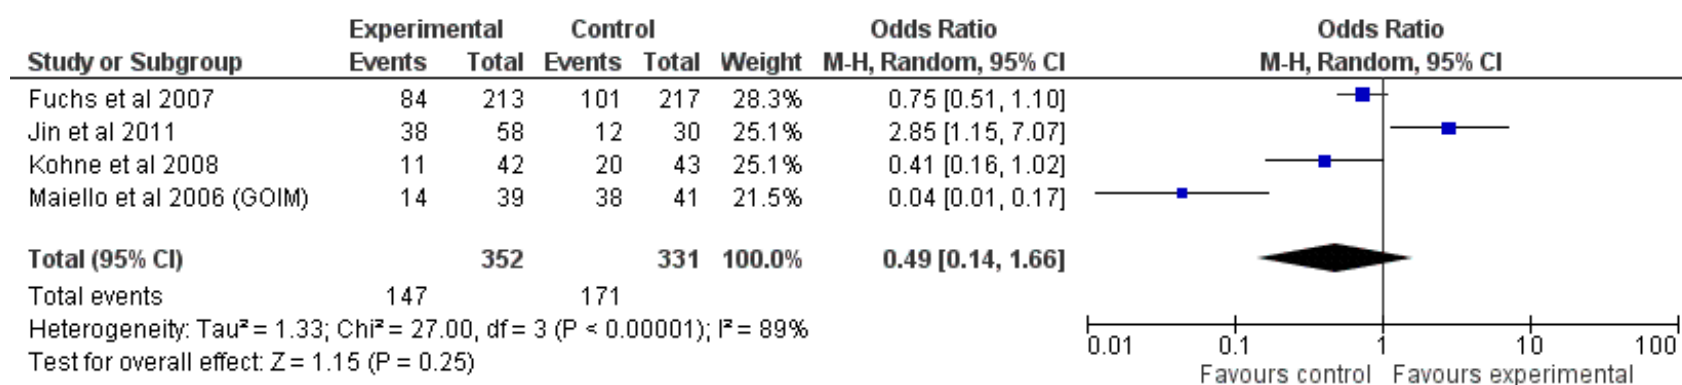 Experimental Control Odds Ratio Odds Ratio
Study or Subgroup Events Total Events Total Weight M-H, Random, 95% CI M-H, Random, 95% CI
Fuchs et al 2007 84 213 101 217 28.3% 0.75 [0.51, 1.10]
Jin et al 2011 38 58 12 30 25.1% 2.85 [1.15, 7.07]
Kohne et al 2008 11 42 20 43 25.1% 0.41 [0.16, 1.02]
Maiello et al 2006 (GOIM) 14 39 38 41 21.5% 0.04 [0.01, 0.17]
Total (95% CI) 352 331 100.0% 0.49 [0.14, 1.66]
Total events 147 171
Heterogeneity: Tau² = 1.33; Chi² = 27.00, df = 3 (P < 0.00001); I² = 89%
Test for overall effect: Z = 1.15 (P = 0.25)
0.01 0.1 1 10 100
Favours control Favours experimental